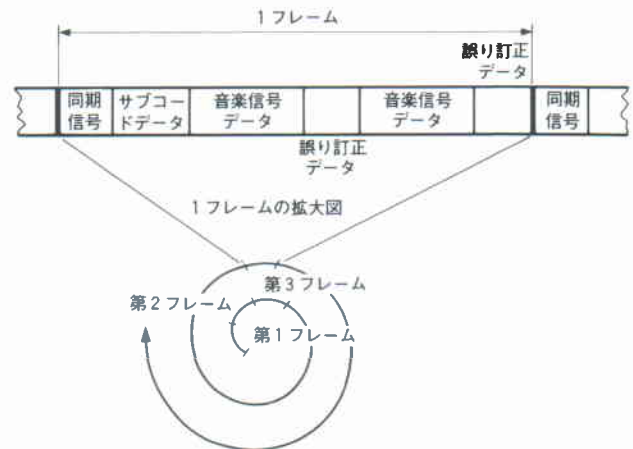 1フレーム
誤り訂正
データ
同期
信号
サブコー
ドデータ
音楽信号
データ
音楽信号
データ
同期
信号
誤り訂正
データ
1フレームの拡大図
第3フレーム
第2フレーム
第1フレーム